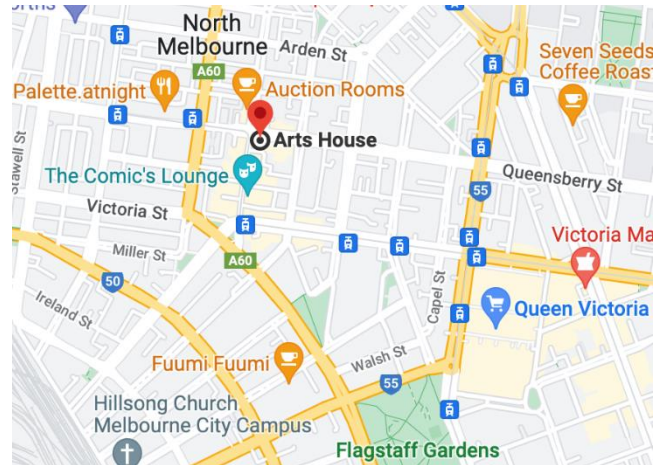 North
Melbourne
Arden St
Seven Seeds
Coffee Roast
A60
Palette.atnight
Auction Rooms
Arts House
Stawell St
The Comic's Lounge
Queensberry St
55
Victoria St
Miller St
A60
Victoria Ma
50
Capel St
Ireland St
Queen Victoria
Walsh St
Fuumi Fuumi
55
Hillsong Church
Melbourne City Campus
Flagstaff Gardens